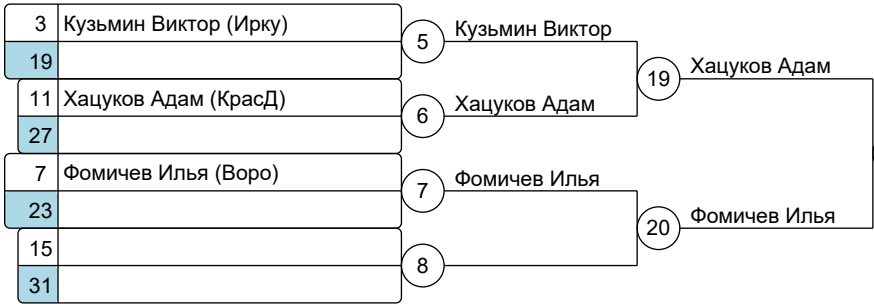 3 Кузьмин Виктор (Ирку)
19
5 Кузьмин Виктор
11 Хацуков Адам (КрасД)
27
6 Хацуков Адам
19 Хацуков Адам
7 Фомичев Илья (Воро)
23
7 Фомичев Илья
15
31
8
20 Фомичев Илья